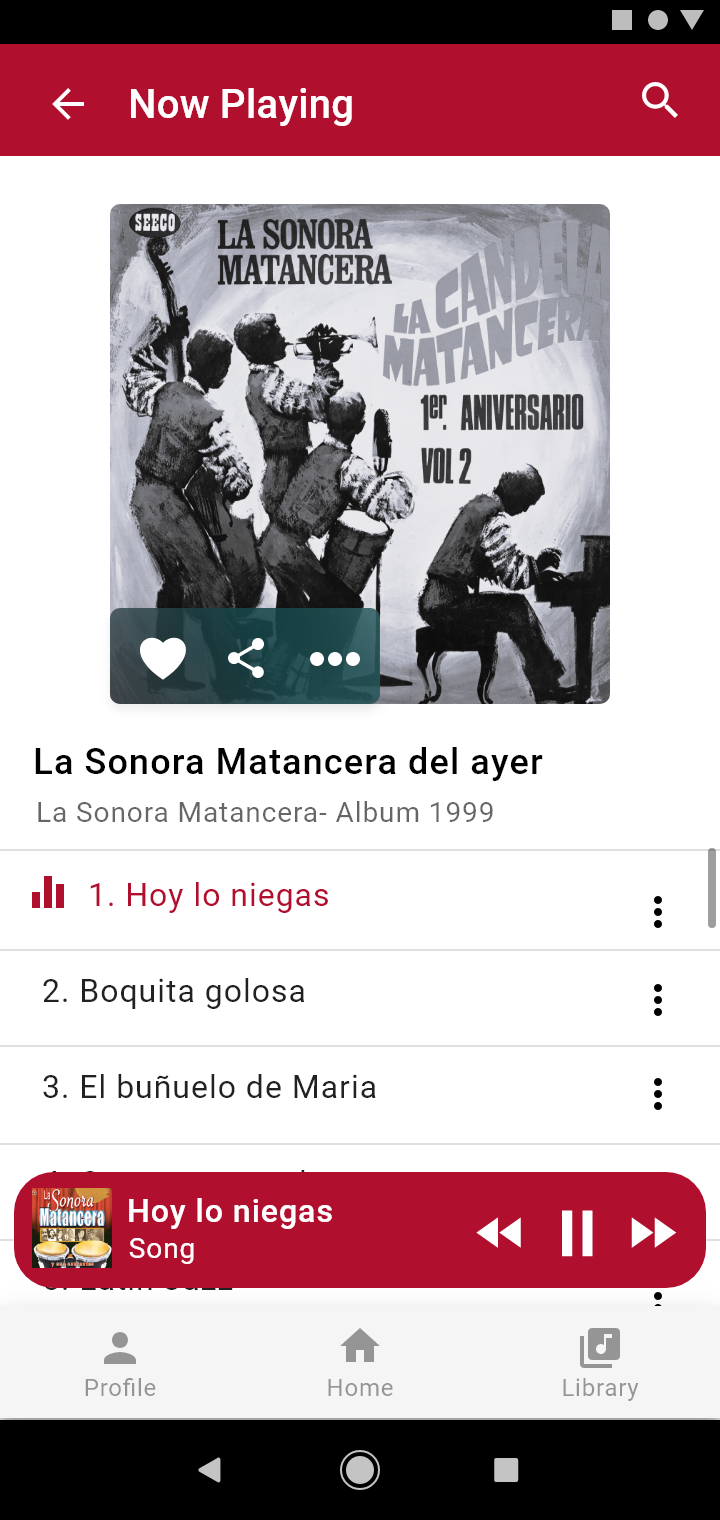 Now Playing
SEECO
LA SONORA
MATANCERA
LA CANDELA
MATANCERA
1er. ANIVERSARIO
VOL 2
La Sonora Matancera del ayer
La Sonora Matancera- Album 1999
1. Hoy lo niegas
2. Boquita golosa
3. El buñuelo de Maria
La Sonora
Matancera
Hoy lo niegas
Song
Profile
Home
Library